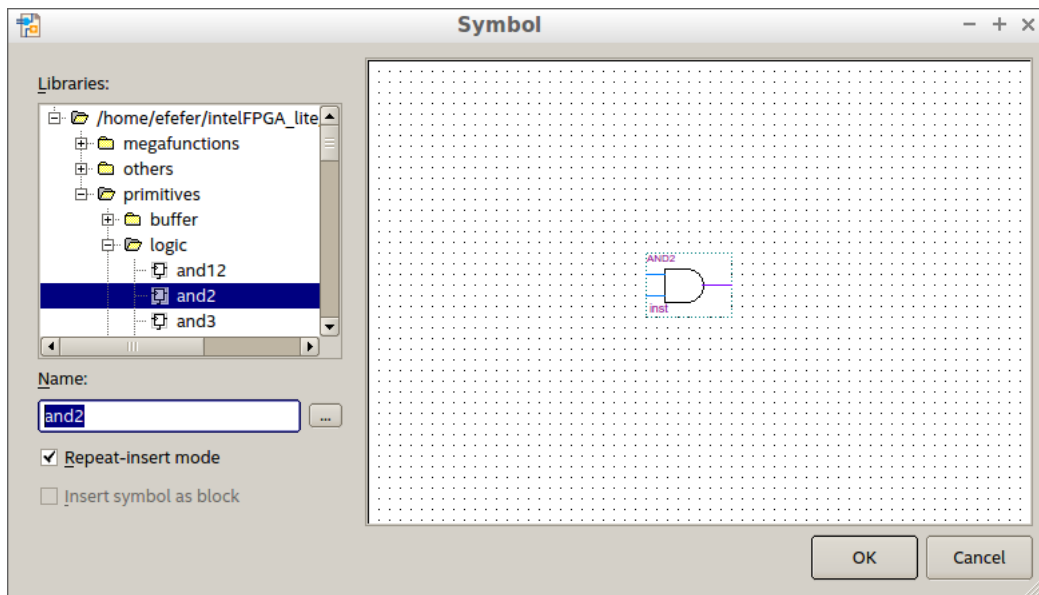 Symbol
Libraries:
/home/efefer/intelFPGA_lite
megafunctions
others
primitives
buffer
logic
and12
and2
and3
Name:
and2
...
Repeat-insert mode
Insert symbol as block
AND2
inst
OK
Cancel